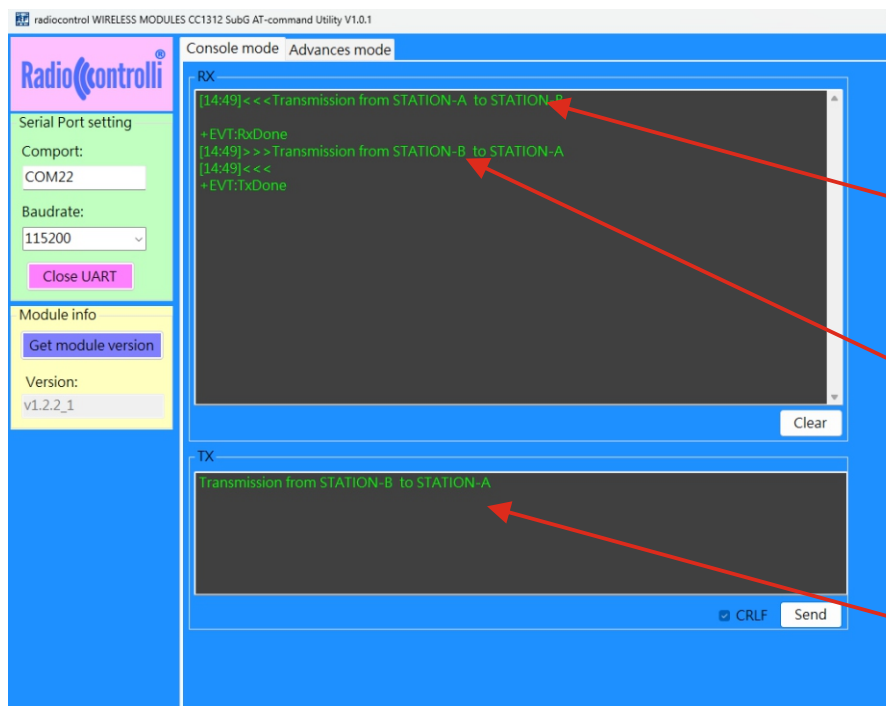 radiocontrol WIRELESS MODULES CC1312 SubG AT-command Utility V1.0.1
Console mode Advances mode
Radiocontrolli®
Serial Port setting
Comport:
COM22
Baudrate:
115200
Close UART
Module info
Get module version
Version:
v1.2.2_1
RX
[14:49]<<<Transmission from STATION-A to STATION-B
+EVT:RxDone
[14:49]>>>Transmission from STATION-B to STATION-A
[14:49]<<<
+EVT:TxDone
Clear
TX
Transmission from STATION-B to STATION-A
CRLF Send